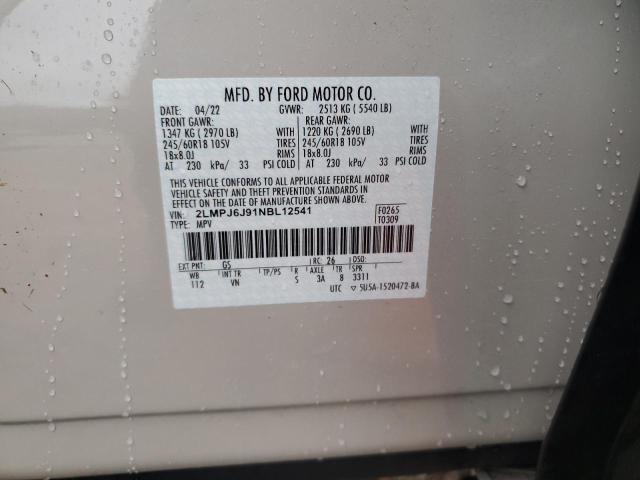 MFD. BY FORD MOTOR CO.
DATE: 04/22 GVWR: 2513 KG ( 5540 LB)
FRONT GAWR: REAR GAWR:
1347 KG ( 2970 LB) WITH 1220 KG ( 2690 LB) WITH
245/60R18 105V TIRES 245/60R18 105V TIRES
18x8.0J RIMS 18x8.0J RIMS
AT 230 kPa/ 33 PSI COLD AT 230 kPa/ 33 PSI COLD
THIS VEHICLE CONFORMS TO ALL APPLICABLE FEDERAL MOTOR
VEHICLE SAFETY AND THEFT PREVENTION STANDARDS IN
EFFECT ON THE DATE OF MANUFACTURE SHOWN ABOVE.
VIN: 2LMPJ6J91NBL12541 F0265
TYPE: MPV T0309
EXT PNT: G5 RC: 26 DSO:
WB INT TR TP/PS R AXLE TR SPR
112 VN S 3A 8 3311
UTC ▽ 5U5A-1520472-BA